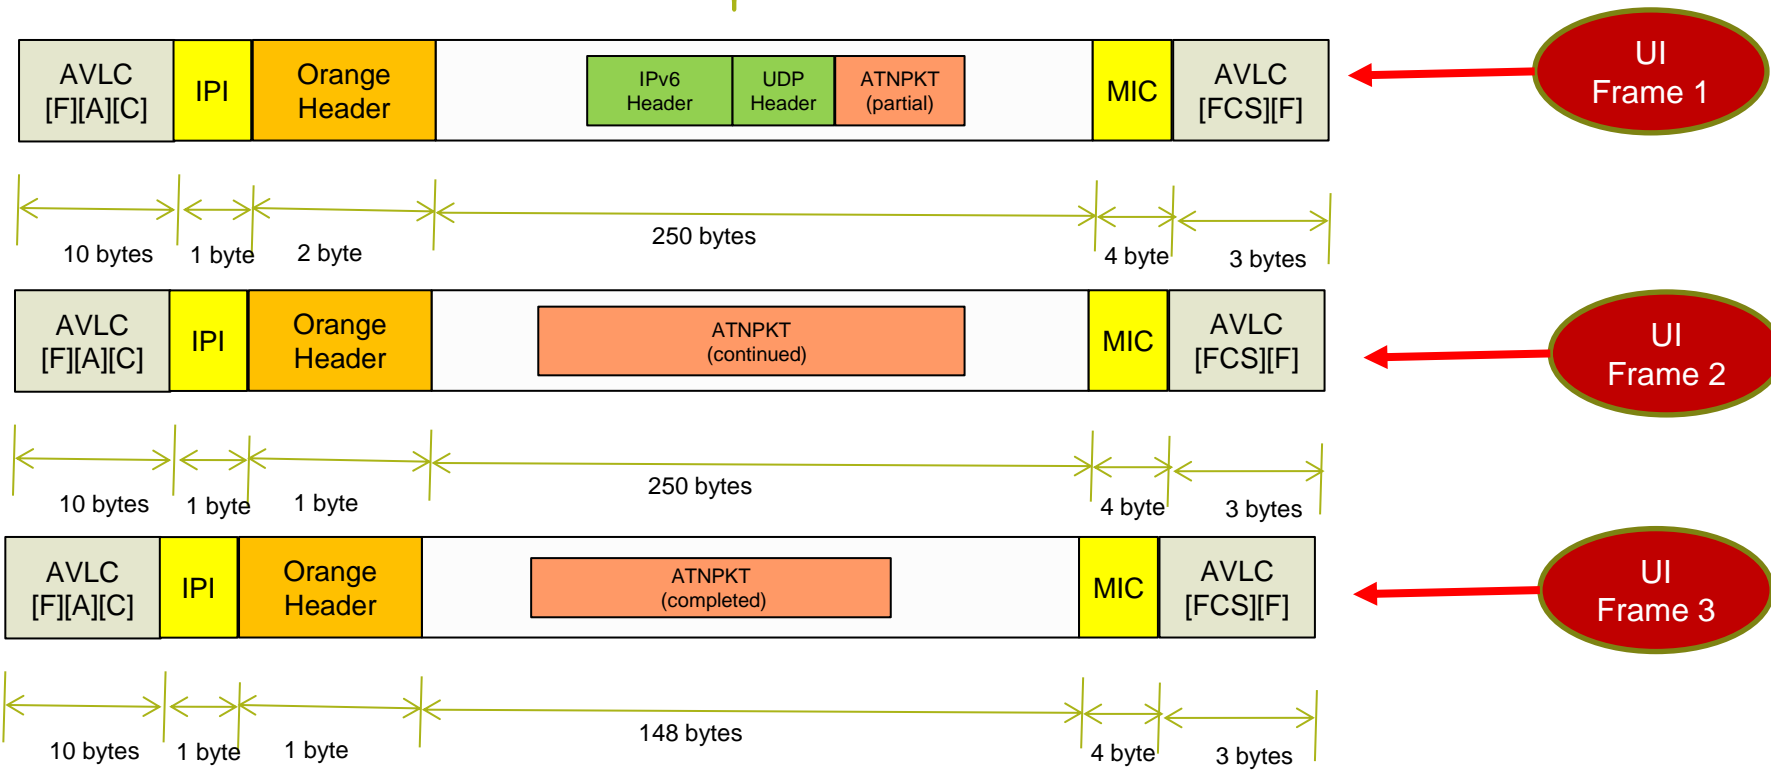 AVLC
[F][A][C]
IPI
Orange
Header
IPv6
Header
UDP
Header
ATNPKT
(partial)
MIC
AVLC
[FCS][F]
UI
Frame 1
10 bytes
1 byte
2 byte
250 bytes
4 byte
3 bytes
AVLC
[F][A][C]
IPI
Orange
Header
ATNPKT
(continued)
MIC
AVLC
[FCS][F]
UI
Frame 2
10 bytes
1 byte
1 byte
250 bytes
4 byte
3 bytes
AVLC
[F][A][C]
IPI
Orange
Header
ATNPKT
(completed)
MIC
AVLC
[FCS][F]
UI
Frame 3
10 bytes
1 byte
1 byte
148 bytes
4 byte
3 bytes